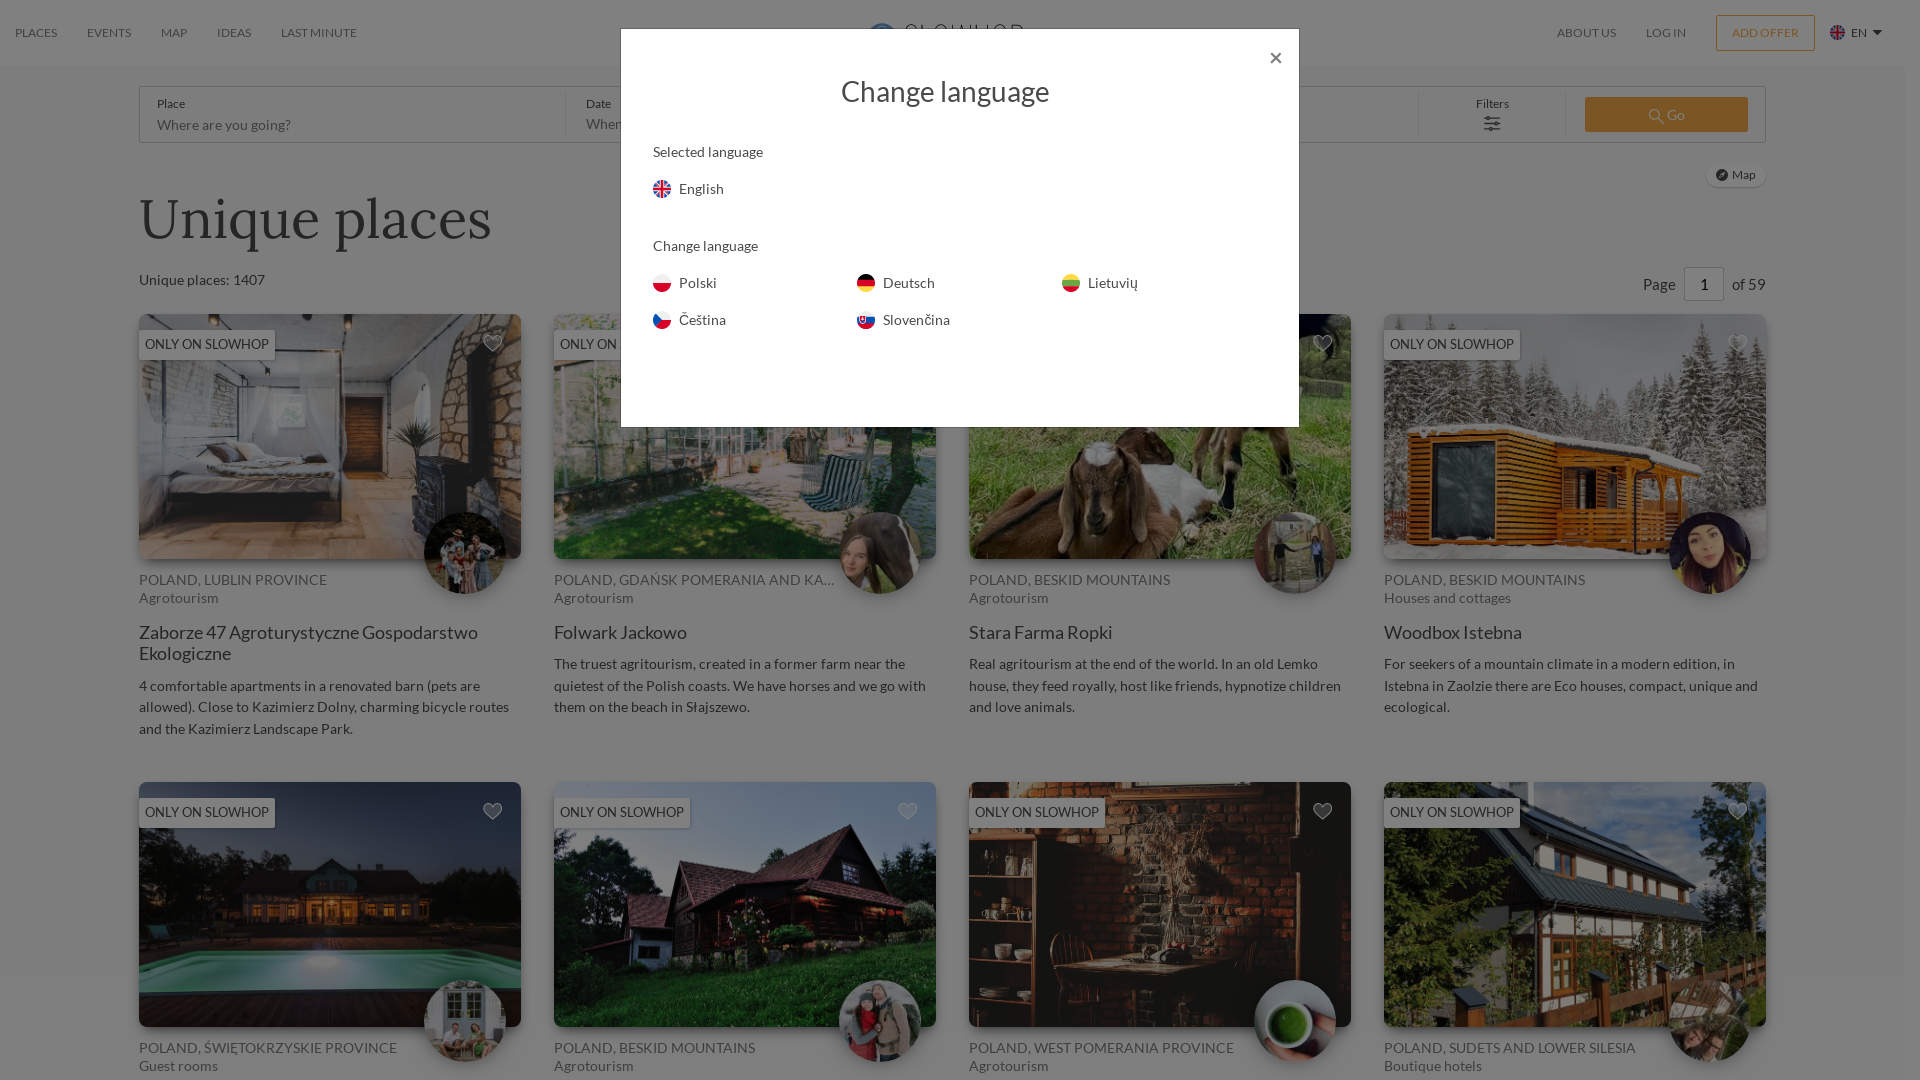 PLACES
EVENTS
MAP
IDEAS
LAST MINUTE
ABOUT US
LOG IN
ADD OFFER
EN
×
Change language
Selected language
English
Change language
Polski
Deutsch
Lietuvių
Čeština
Slovenčina
Place
Where are you going?
Date
Filters
Go
Map
Unique places
Unique places: 1407
Page 1 of 59
ONLY ON SLOWHOP
POLAND, LUBLIN PROVINCE
Agrotourism
Zaborze 47 Agroturystyczne Gospodarstwo
Ekologiczne
4 comfortable apartments in a renovated barn (pets are
allowed). Close to Kazimierz Dolny, charming bicycle routes
and the Kazimierz Landscape Park.
ONLY ON
POLAND, GDAŃSK POMERANIA AND KA...
Agrotourism
Folwark Jackowo
The truest agritourism, created in a former farm near the
quietest of the Polish coasts. We have horses and we go with
them on the beach in Słajszewo.
POLAND, BESKID MOUNTAINS
Agrotourism
Stara Farma Ropki
Real agritourism at the end of the world. In an old Lemko
house, they feed royally, host like friends, hypnotize children
and love animals.
ONLY ON SLOWHOP
POLAND, BESKID MOUNTAINS
Houses and cottages
Woodbox Istebna
For seekers of a mountain climate in a modern edition, in
Istebna in Zaolzie there are Eco houses, compact, unique and
ecological.
ONLY ON SLOWHOP
POLAND, ŚWIĘTOKRZYSKIE PROVINCE
Guest rooms
ONLY ON SLOWHOP
POLAND, BESKID MOUNTAINS
Agrotourism
ONLY ON SLOWHOP
POLAND, WEST POMERANIA PROVINCE
Agrotourism
ONLY ON SLOWHOP
POLAND, SUDETS AND LOWER SILESIA
Boutique hotels